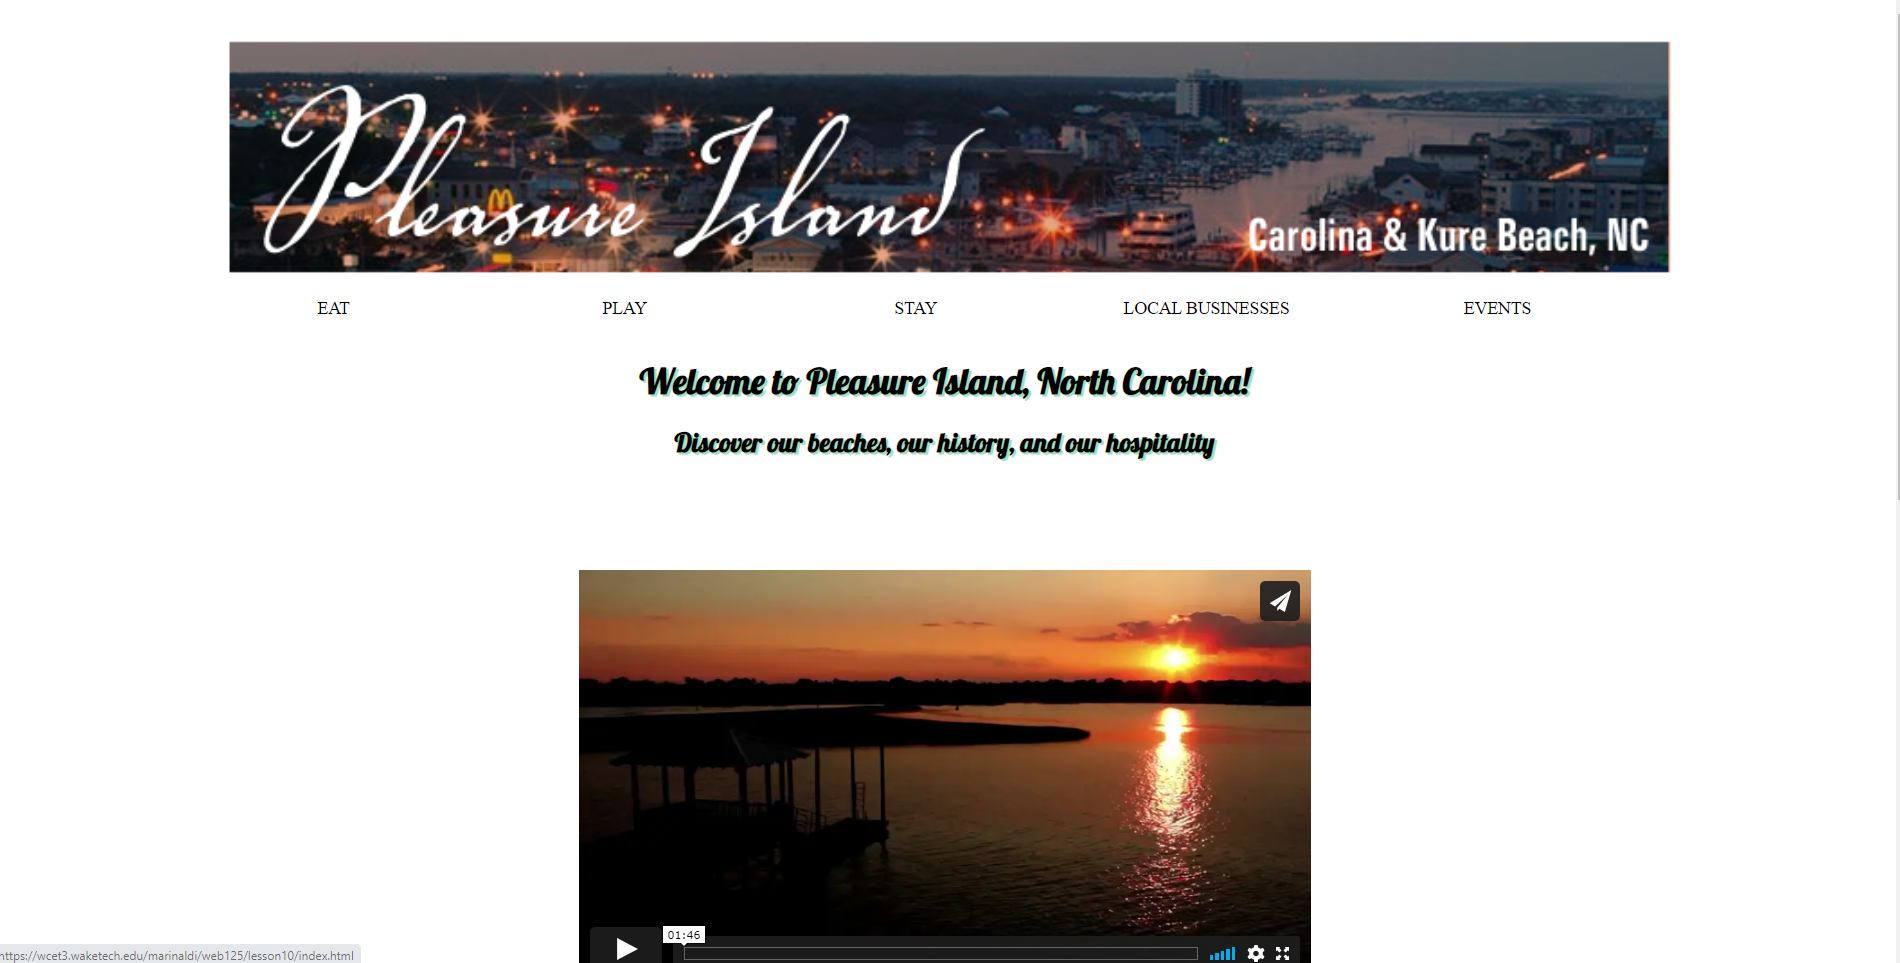 Pleasure Island
Carolina & Kure Beach, NC
EAT PLAY STAY LOCAL BUSINESSES EVENTS
Welcome to Pleasure Island, North Carolina!
Discover our beaches, our history, and our hospitality
01:46
https://wcet3.waketech.edu/marinaldi/web125/lesson10/index.html